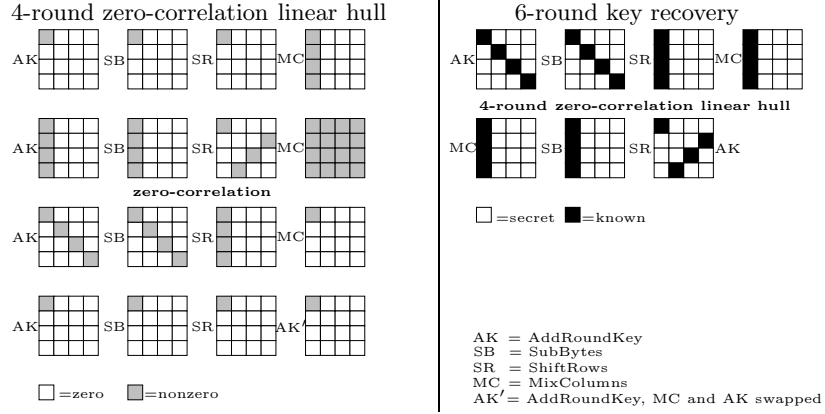 4-round zero-correlation linear hull
AK SB SR MC
AK SB SR MC
zero-correlation
AK SB SR MC
AK SB SR AK′
=zero =nonzero
6-round key recovery
AK SB SR MC
4-round zero-correlation linear hull
MC SB SR AK
=secret =known
AK = AddRoundKey
SB = SubBytes
SR = ShiftRows
MC = MixColumns
AK′= AddRoundKey, MC and AK swapped